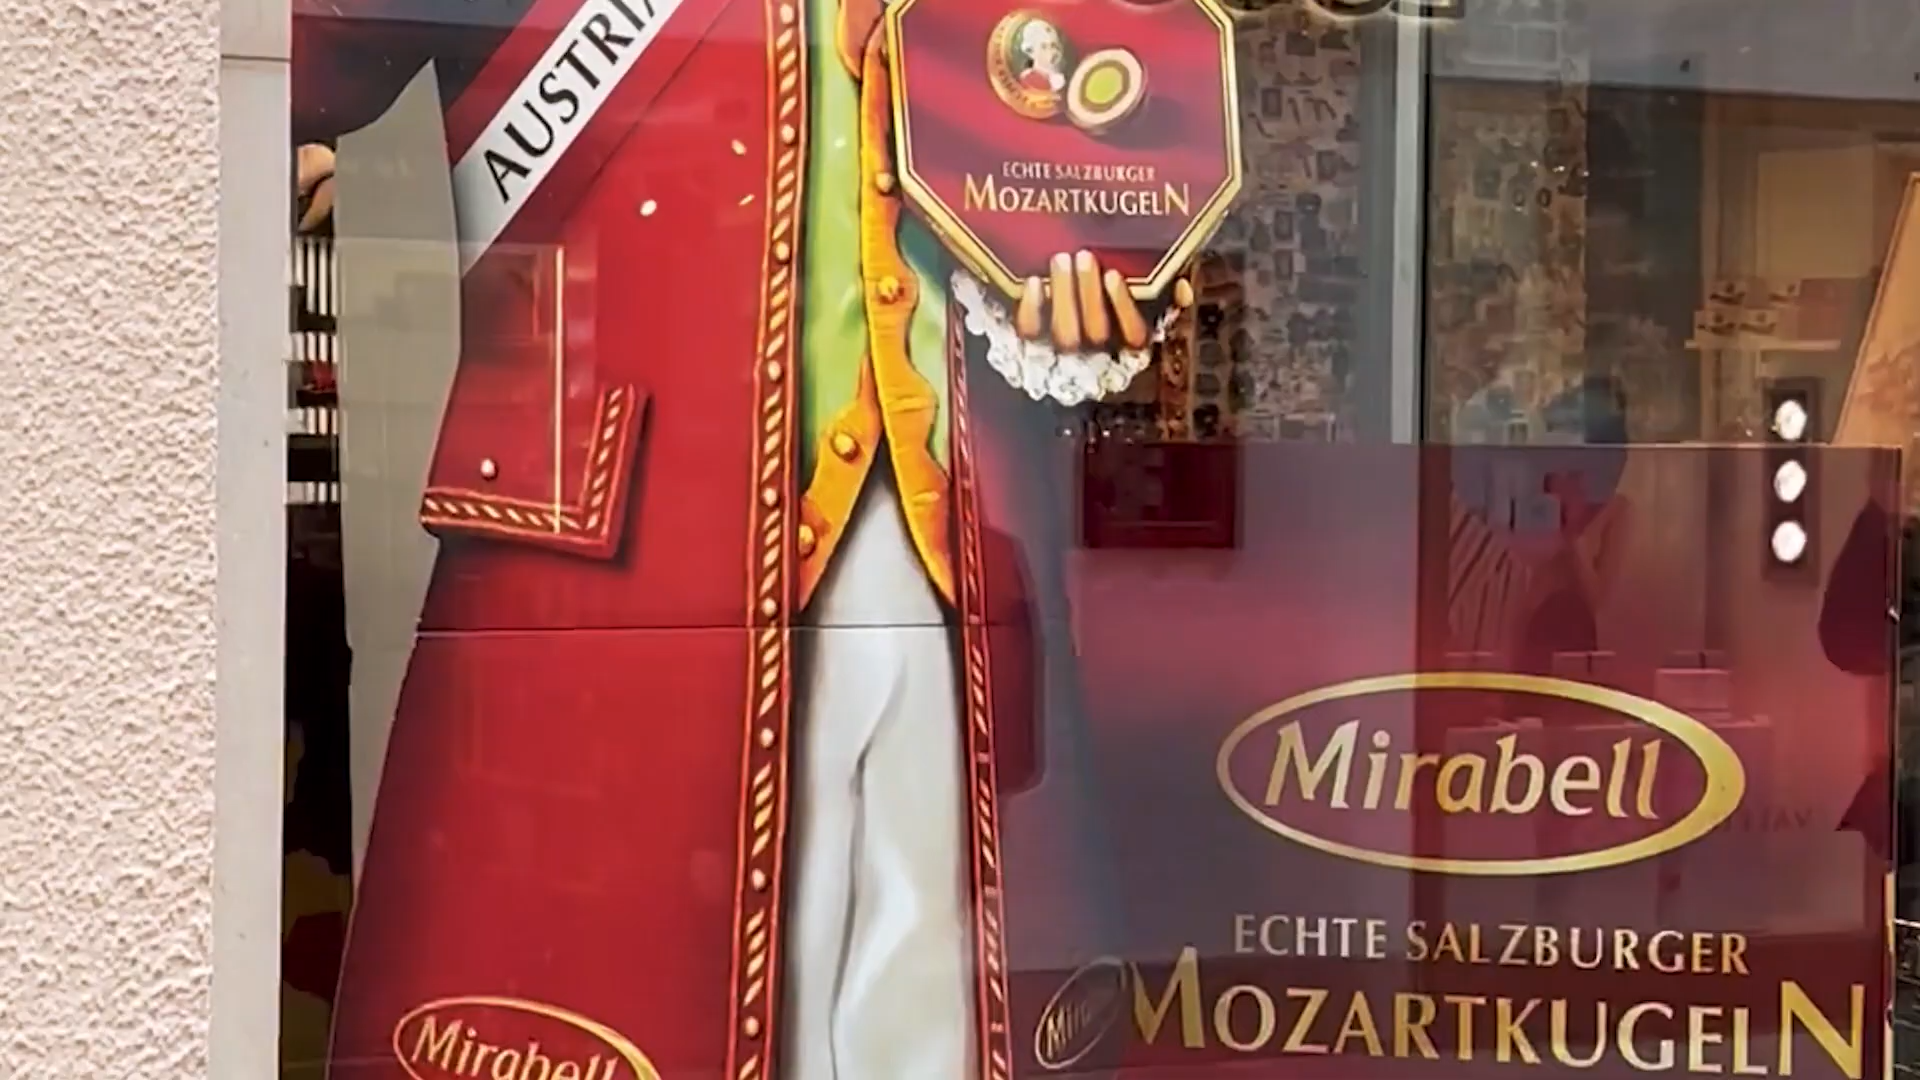 AUSTRIA
ECHTE SALZBURGER
MOZARTKUGELN
Mirabell
ECHTE SALZBURGER
MOZARTKUGELN
Mirabell